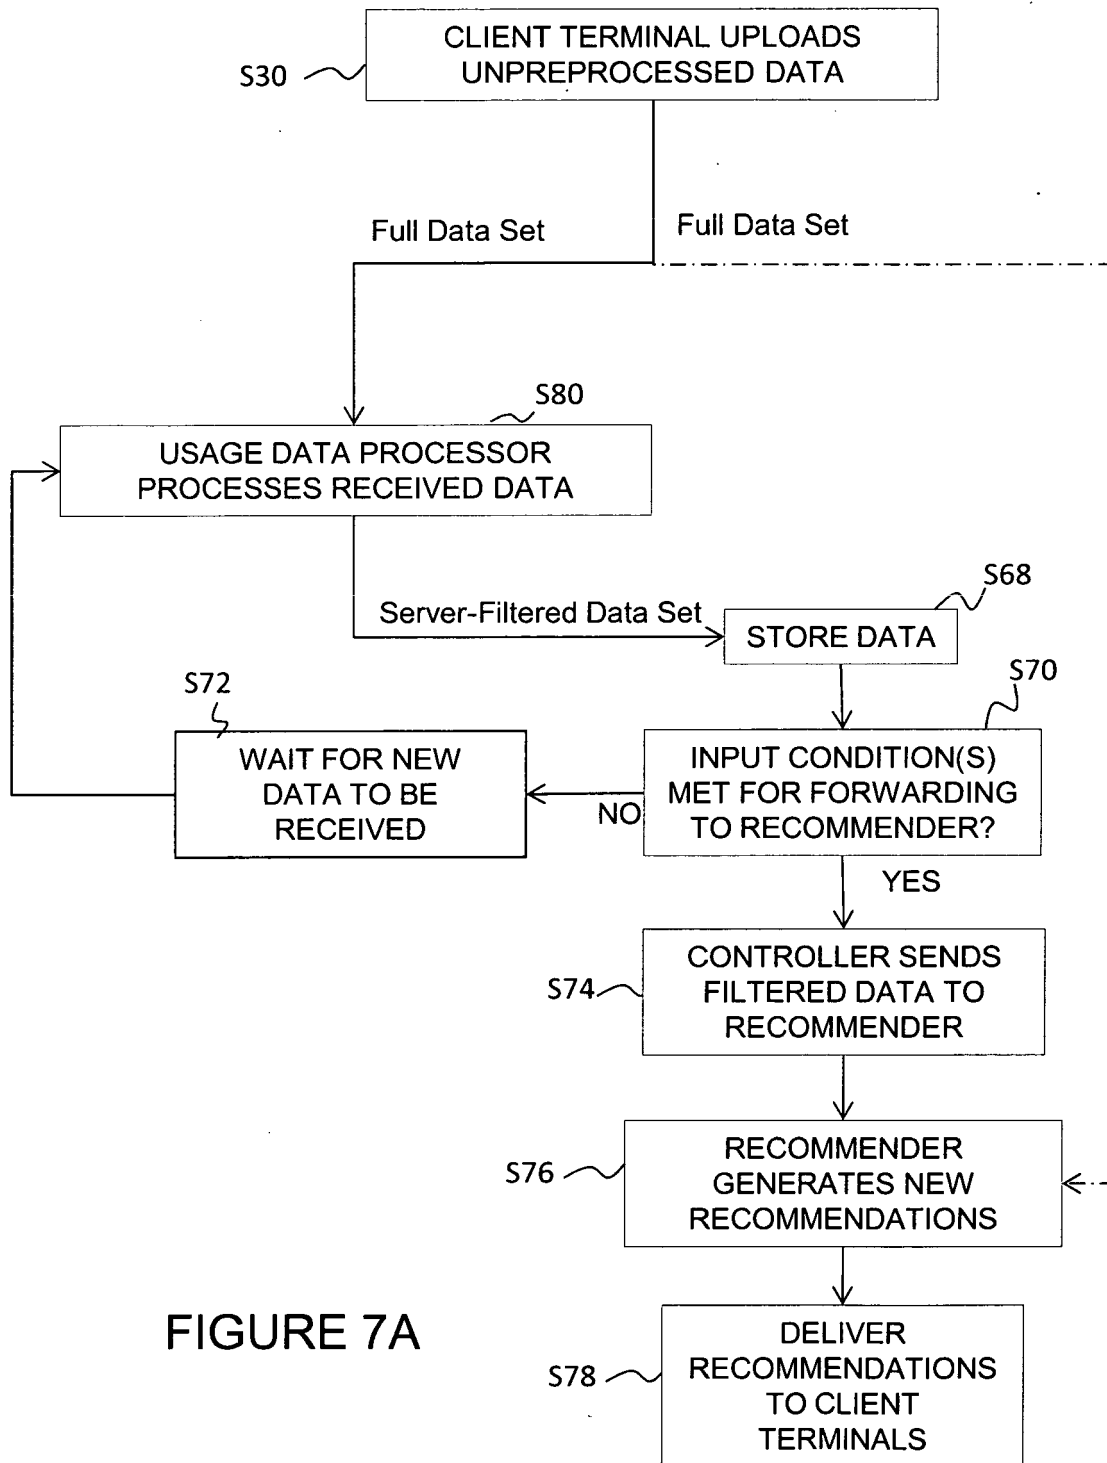 CLIENT TERMINAL UPLOADS
UNPREPROCESSED DATA
S30
Full Data Set
Full Data Set
S80
USAGE DATA PROCESSOR
PROCESSES RECEIVED DATA
Server-Filtered Data Set
S68
STORE DATA
S72
S70
WAIT FOR NEW
DATA TO BE
RECEIVED
NO
INPUT CONDITION(S)
MET FOR FORWARDING
TO RECOMMENDER?
YES
S74
CONTROLLER SENDS
FILTERED DATA TO
RECOMMENDER
S76
RECOMMENDER
GENERATES NEW
RECOMMENDATIONS
FIGURE 7A
S78
DELIVER
RECOMMENDATIONS
TO CLIENT
TERMINALS